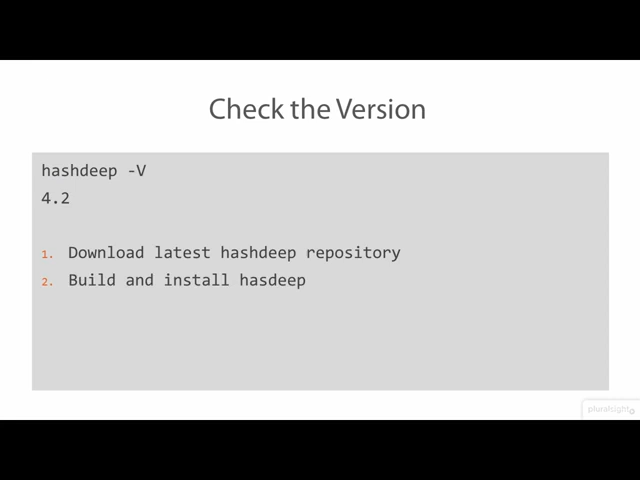 Check the Version
hashdeep -V
4.2
1. Download latest hashdeep repository
2. Build and install hasdeep
pluralsight